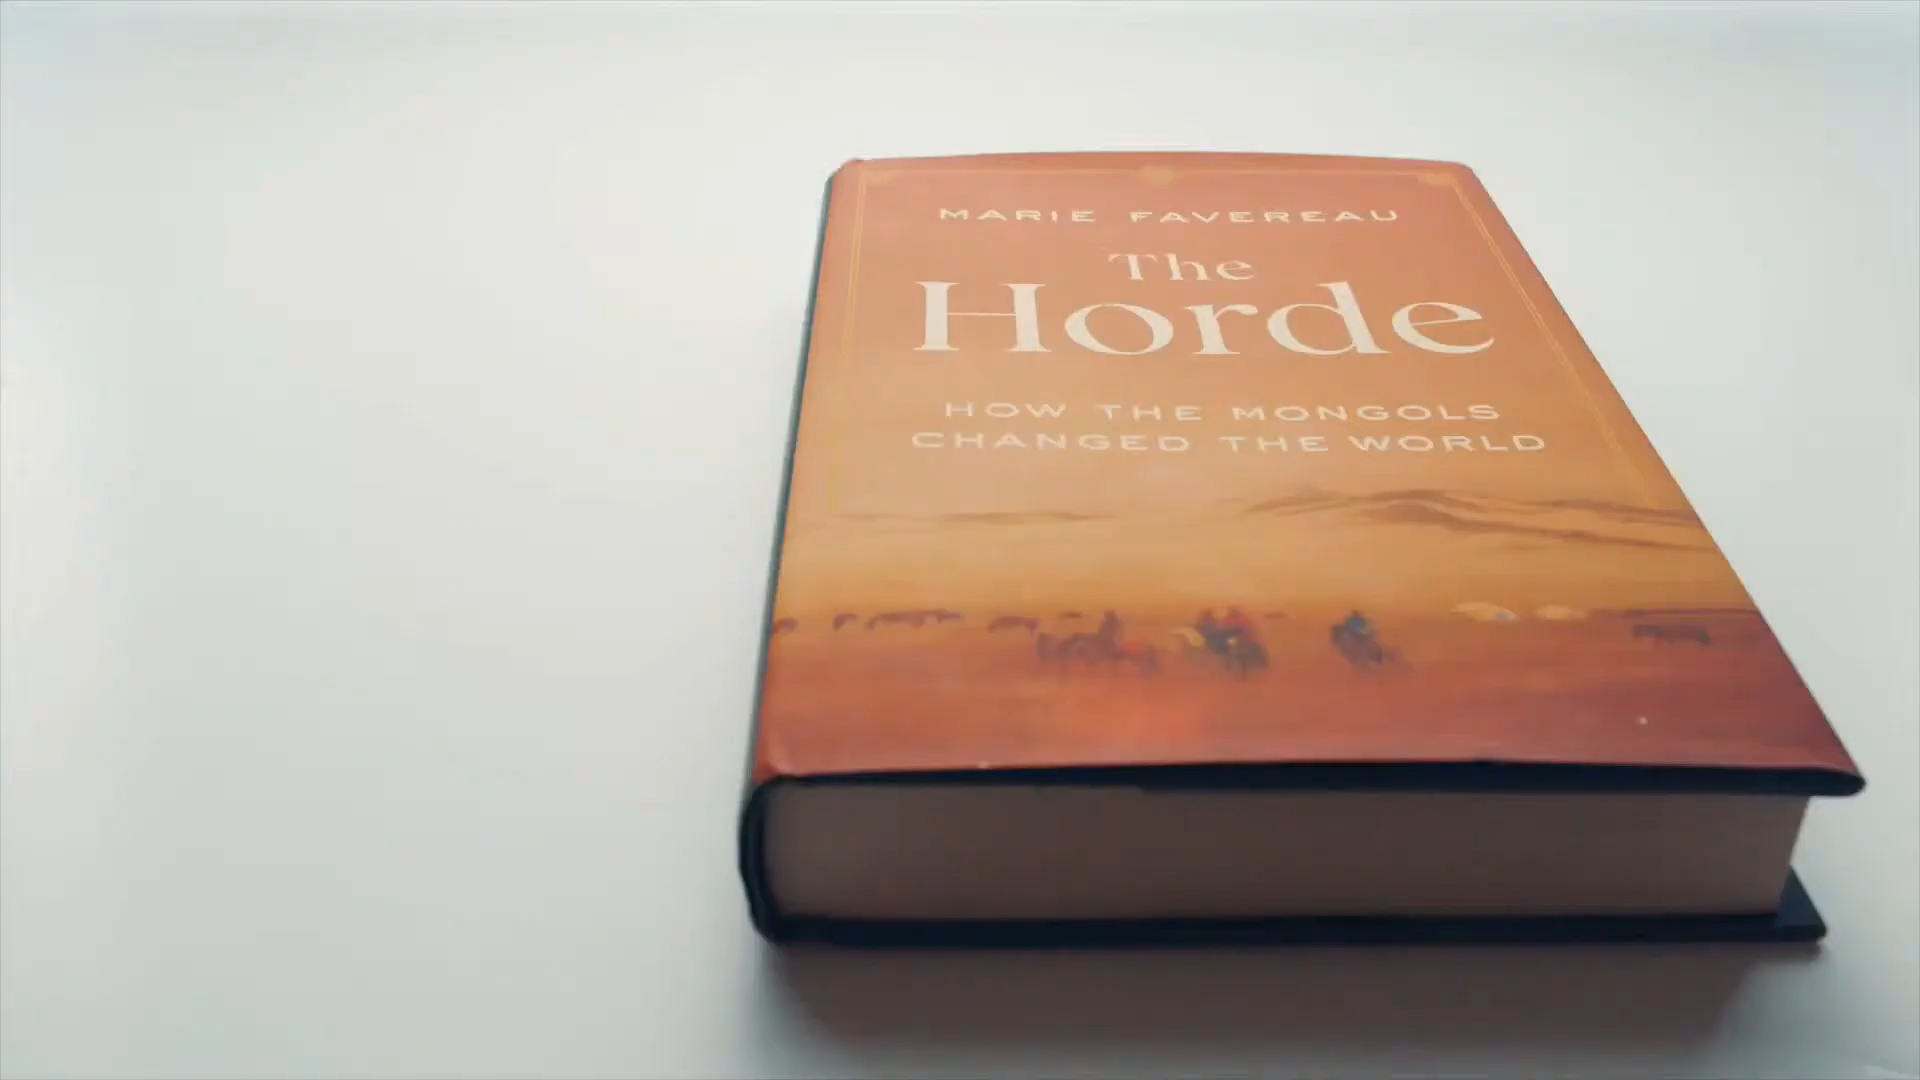 MARIE FAVEREAU
The
Horde
HOW THE MONGOLS
CHANGED THE WORLD